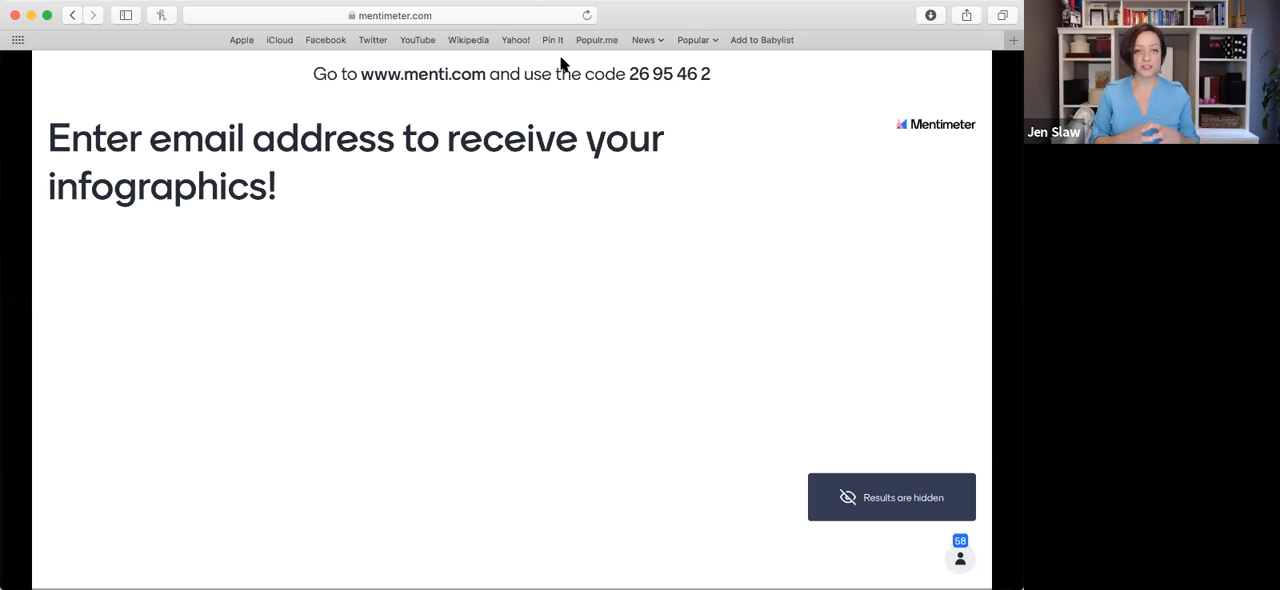 mentimeter.com
Apple iCloud Facebook Twitter YouTube Wikipedia Yahoo! Pin It Populr.me News Popular Add to Babylist
Go to www.menti.com and use the code 26 95 46 2
Mentimeter
Enter email address to receive your
infographics!
Results are hidden
58
Jen Slaw